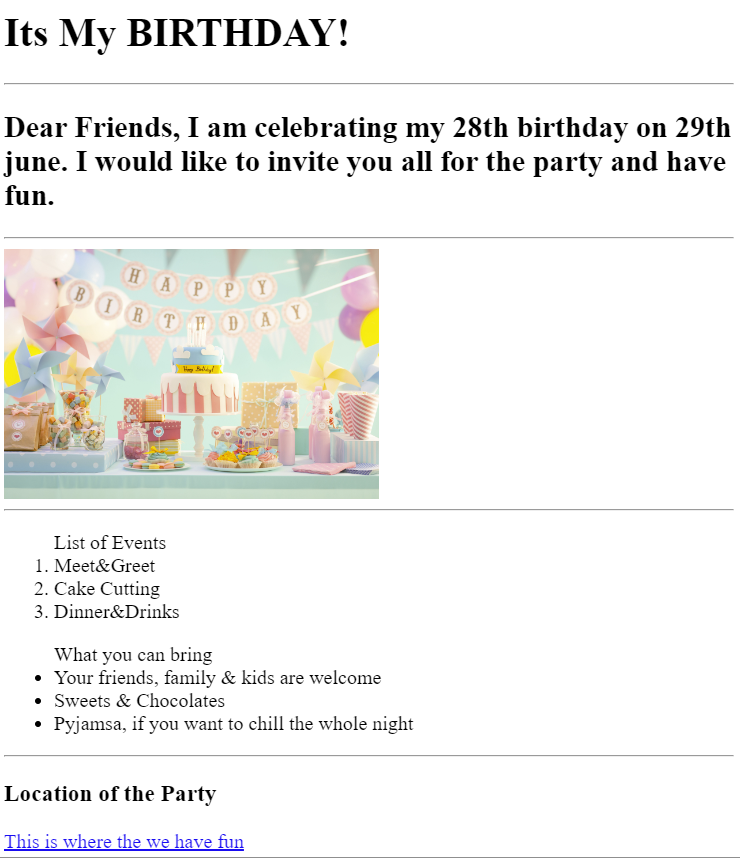 Its My BIRTHDAY!
Dear Friends, I am celebrating my 28th birthday on 29th
june. I would like to invite you all for the party and have
fun.
HAPPY
BIRTHDAY
Happy Birthday!
List of Events
1. Meet&Greet
2. Cake Cutting
3. Dinner&Drinks
What you can bring
• Your friends, family & kids are welcome
• Sweets & Chocolates
• Pyjamsa, if you want to chill the whole night
Location of the Party
This is where the we have fun